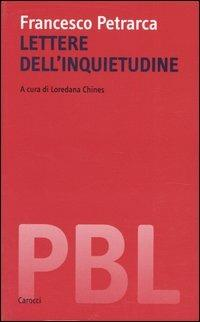 Francesco Petrarca
LETTERE
DELL'INQUIETUDINE
A cura di Loredana Chines
PBL
Carocci